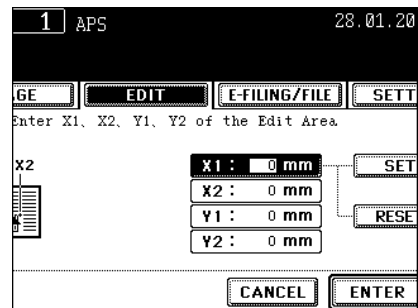 1 APS 28.01.20
GE EDIT E-FILING/FILE SETT
Enter X1、X2、Y1、Y2 of the Edit Area
X2
X1 : 0 mm SET
X2 : 0 mm
Y1 : 0 mm RESE
Y2 : 0 mm
CANCEL ENTER